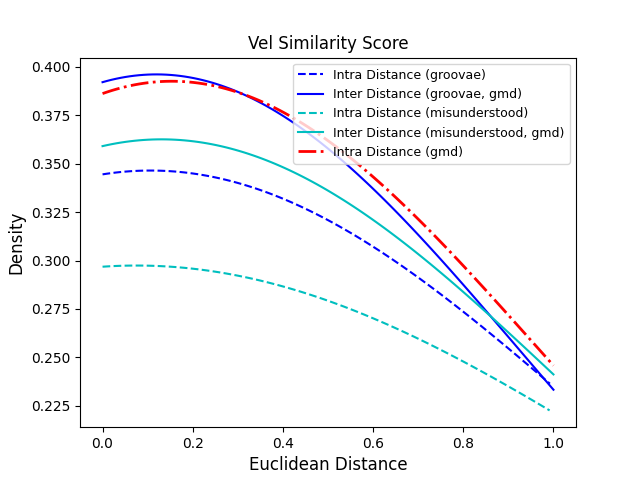 Vel Similarity Score
0.400
0.375
0.350
0.325
0.300
0.275
0.250
0.225
Density
Intra Distance (groovae)
Inter Distance (groovae, gmd)
Intra Distance (misunderstood)
Inter Distance (misunderstood, gmd)
Intra Distance (gmd)
0.0 0.2 0.4 0.6 0.8 1.0
Euclidean Distance